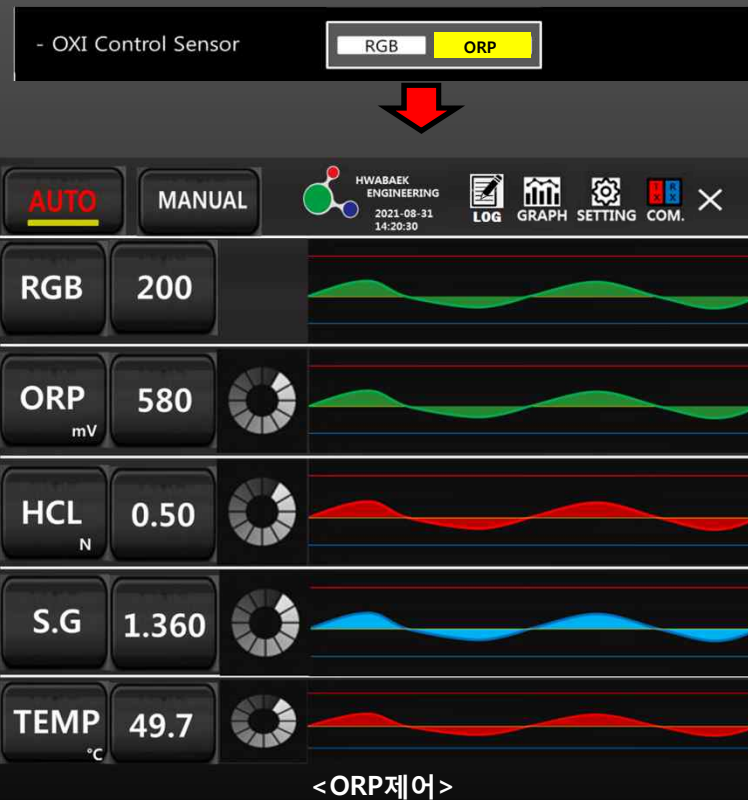 - OXI Control Sensor
RGB ORP
AUTO MANUAL
HWABAEK
ENGINEERING
2021-08-31
14:20:30
LOG GRAPH SETTING COM.
T X R X
RGB 200
ORP 580
mV
HCL 0.50
N
S.G 1.360
TEMP 49.7
°C
<ORP제어>